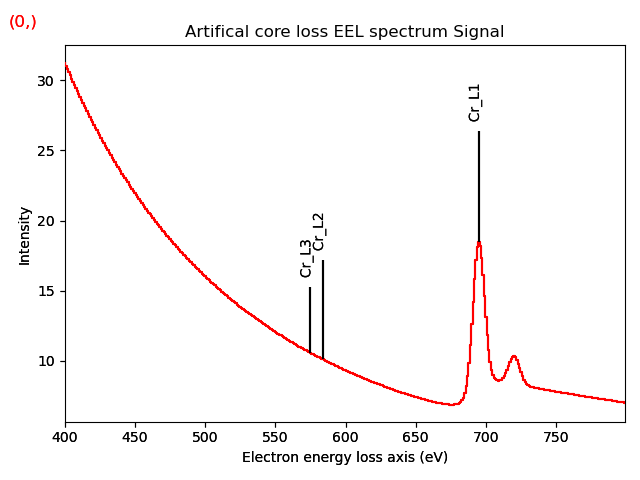 (0,)
Artifical core loss EEL spectrum Signal
Intensity
30
25
20
15
10
Cr_L3
Cr_L2
Cr_L1
400
450
500
550
600
650
700
750
Electron energy loss axis (eV)